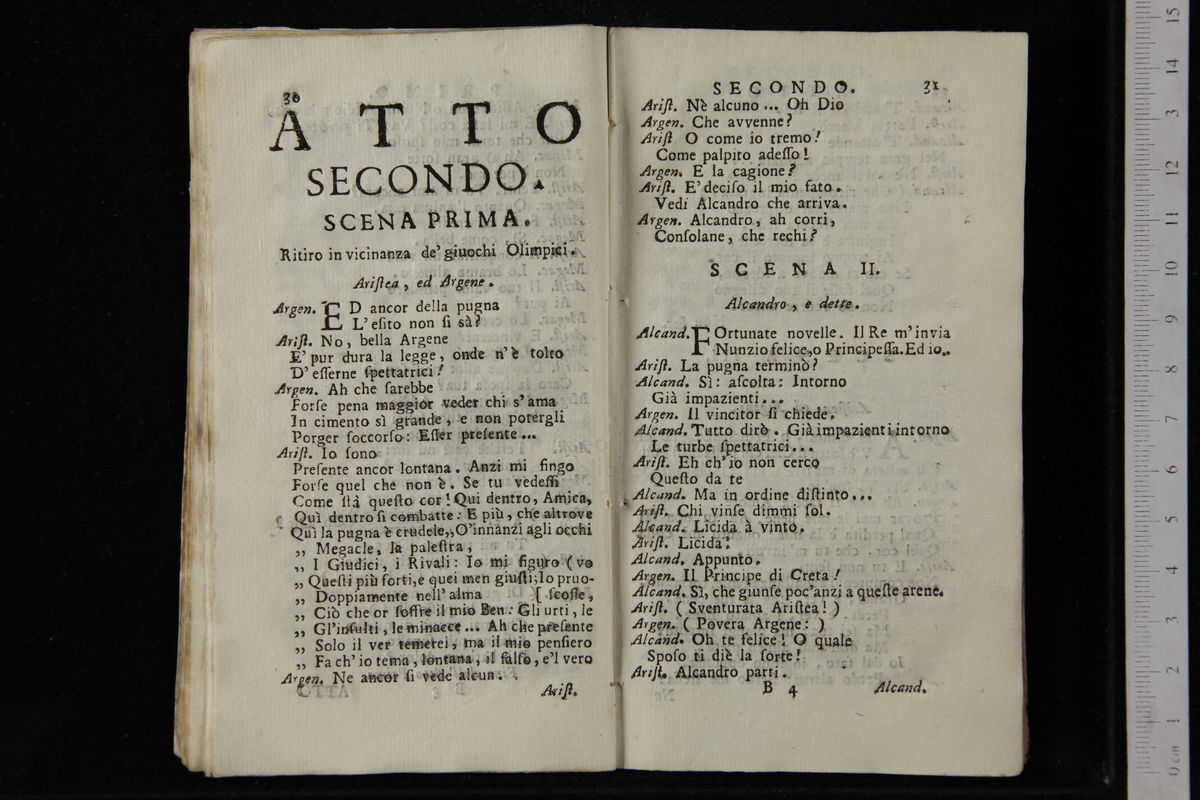 30
ATTO
SECONDO.
SCENA PRIMA.
Ritiro in vicinanza de' giuochi Olimpici.
Ariſtea, ed Argene.
Argen. ED ancor della pugna
L'eſito non ſi sà?
Ariſt. No, bella Argene
E' pur dura la legge, onde n'è tolto
D'eſſerne ſpettatrici!
Argen. Ah che ſarebbe
Forſe pena maggior veder chi s'ama
In cimento sì grande, e non potergli
Porger ſoccorſo: Eſſer preſente...
Ariſt. Io ſono
Preſente ancor lontana. Anzi mi fingo
Forſe quel che non è. Se tu vedeſſi
Come ſtà queſto cor! Qui dentro, Amica,
Quì dentro ſi combatte: E più, che altrove
Quì la pugna è crudele,,O'innanzi agli occhi
,, Megacle, la paleſtra,
,, I Giudici, i Rivali: Io mi figuro (vo
,, Queſti più forti,e quei men giuſti;Io pruo-
,, Doppiamente nell'alma [ ſcoſſe,
,, Ciò che or ſoffre il mio Ben: Gli urti, le
,, Gl'inſulti, le minacce... Ah che preſente
,, Solo il ver temerei, ma il mio penſiero
,, Fa ch'io tema, lontana, il falſo, e'l vero
Argen. Ne ancor ſi vede alcun.
Ariſt.
SECONDO. 31
Ariſt. Nè alcuno... Oh Dio
Argen. Che avvenne?
Ariſt O come io tremo!
Come palpito adeſſo!
Argen. E la cagione?
Ariſt. E' deciſo il mio fato.
Vedi Alcandro che arriva.
Argen. Alcandro, ah corri,
Conſolane, che rechi?
SCENA II.
Alcandro, e dette.
Alcand. FOrtunate novelle. Il Re m'invia
Nunzio felice,o Principeſſa.Ed io..
Ariſt. La pugna terminò?
Alcand. Sì: aſcolta: Intorno
Già impazienti...
Argen. Il vincitor ſi chiede.
Alcand. Tutto dirò. Già impazienti intorno
Le turbe ſpettatrici...
Ariſt. Eh ch'io non cerco
Queſto da te
Alcand. Ma in ordine diſtinto...
Ariſt. Chi vinſe dimmi ſol.
Alcand. Licida à vinto.
Ariſt. Licida!
Alcand. Appunto.
Argen. Il Principe di Creta!
Alcand. Sì, che giunſe poc'anzi a queſte arene.
Ariſt. ( Sventurata Ariſtea! )
Argen. ( Povera Argene: )
Alcand. Oh te felice! O quale
Spoſo ti diè la ſorte!
Ariſt. Alcandro parti.
B 4 Alcand.